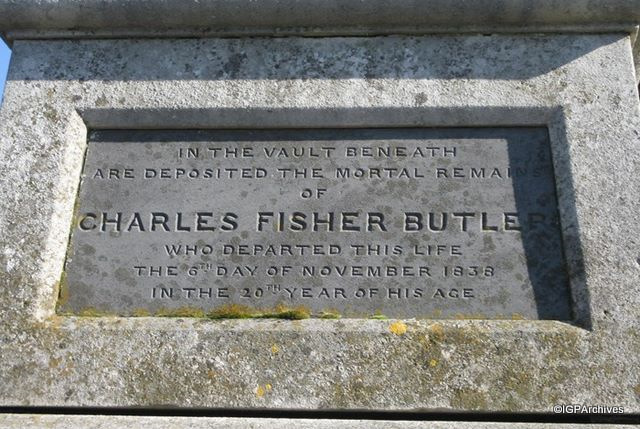 IN THE VAULT BENEATH
ARE DEPOSITED THE MORTAL REMAINS
OF
CHARLES FISHER BUTLER
WHO DEPARTED THIS LIFE
THE 6TH DAY OF NOVEMBER 1838
IN THE 20TH YEAR OF HIS AGE
©IGPArchives